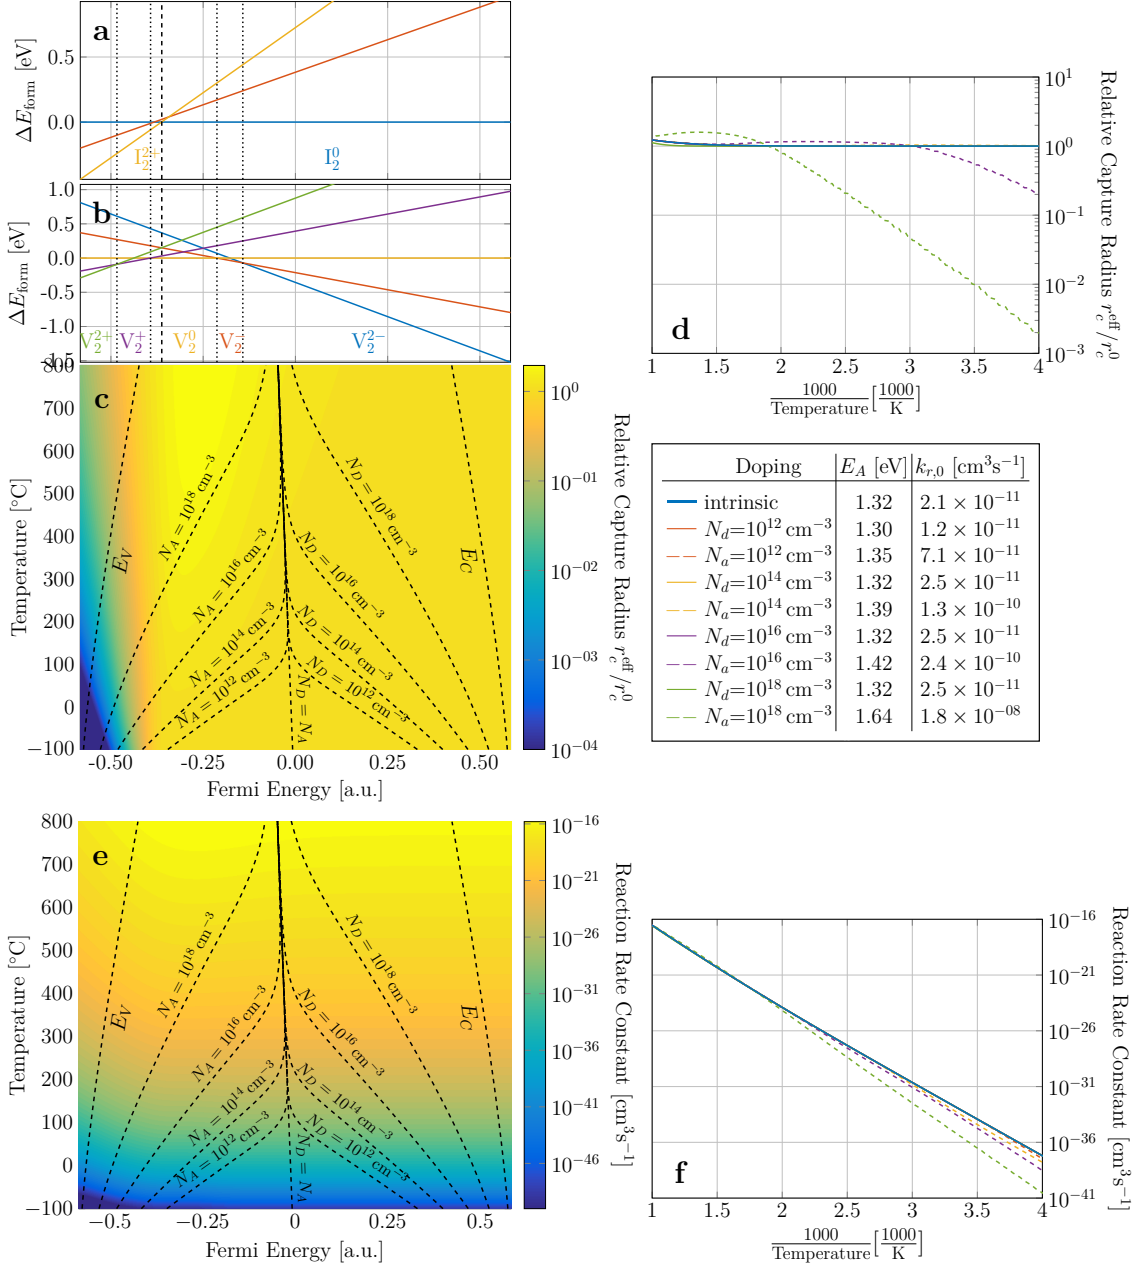 a
ΔE_form [eV]
0.5
0.0
I_2^{2+}
I_2^0
b
ΔE_form [eV]
1.0
0.5
0.0
-0.5
-1.0
-1.5
V_2^{2+} V_2^+ V_2^0 V_2^- V_2^{2-}
c
Temperature [°C]
800
700
600
500
400
300
200
100
0
−100
-0.50 -0.25 0.00 0.25 0.50
Fermi Energy [a.u.]
E_V
N_A = 10^{18} cm^{−3}
N_A = 10^{16} cm^{−3}
N_A = 10^{14} cm^{−3}
N_A = 10^{12} cm^{−3}
N_D = N_A
N_D = 10^{18} cm^{−3}
N_D = 10^{16} cm^{−3}
N_D = 10^{14} cm^{−3}
N_D = 10^{12} cm^{−3}
E_C
10^0
10^{−01}
10^{−02}
10^{−03}
10^{−04}
Relative Capture Radius r_c^{eff}/r_c^0
d
10^1
10^0
10^{−1}
10^{−2}
10^{−3}
Relative Capture Radius r_c^{eff}/r_c^0
1 1.5 2 2.5 3 3.5 4
1000/Temperature [1000/K]
Doping E_A [eV] k_{r,0} [cm^3s^{−1}]
intrinsic 1.32 2.1 × 10^{−11}
N_d=10^{12} cm^{−3} 1.30 1.2 × 10^{−11}
N_a=10^{12} cm^{−3} 1.35 7.1 × 10^{−11}
N_d=10^{14} cm^{−3} 1.32 2.5 × 10^{−11}
N_a=10^{14} cm^{−3} 1.39 1.3 × 10^{−10}
N_d=10^{16} cm^{−3} 1.32 2.5 × 10^{−11}
N_a=10^{16} cm^{−3} 1.42 2.4 × 10^{−10}
N_d=10^{18} cm^{−3} 1.32 2.5 × 10^{−11}
N_a=10^{18} cm^{−3} 1.64 1.8 × 10^{−08}
e
Temperature [°C]
800
700
600
500
400
300
200
100
0
−100
−0.5 −0.25 0 0.25 0.5
Fermi Energy [a.u.]
E_V
N_A = 10^{18} cm^{−3}
N_A = 10^{16} cm^{−3}
N_A = 10^{14} cm^{−3}
N_A = 10^{12} cm^{−3}
N_D = N_A
N_D = 10^{18} cm^{−3}
N_D = 10^{16} cm^{−3}
N_D = 10^{14} cm^{−3}
N_D = 10^{12} cm^{−3}
E_C
10^{−16}
10^{−21}
10^{−26}
10^{−31}
10^{−36}
10^{−41}
10^{−46}
Reaction Rate Constant [cm^3s^{−1}]
f
10^{−16}
10^{−21}
10^{−26}
10^{−31}
10^{−36}
10^{−41}
Reaction Rate Constant [cm^3s^{−1}]
1 1.5 2 2.5 3 3.5 4
1000/Temperature [1000/K]